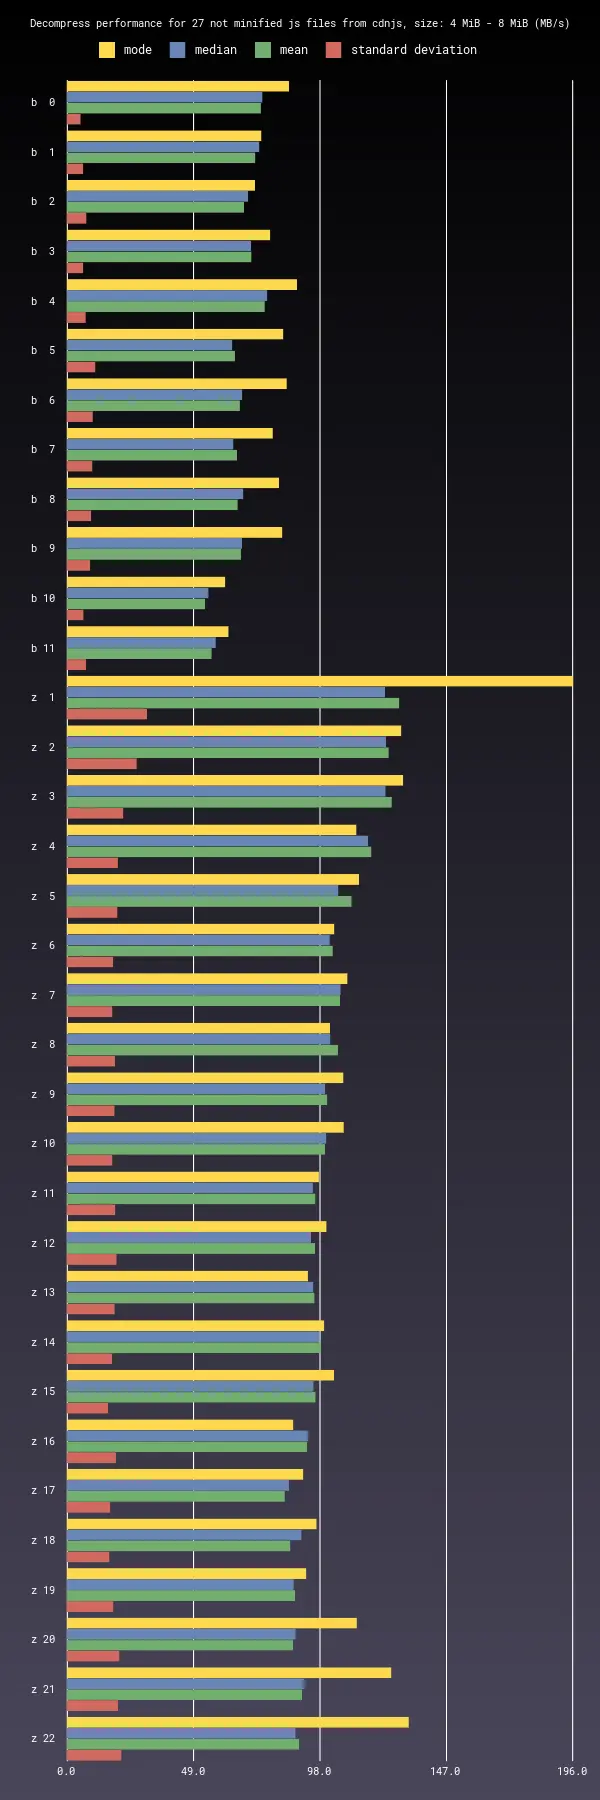 Decompress performance for 27 not minified js files from cdnjs, size: 4 MiB - 8 MiB (MB/s)
mode median mean standard deviation
b 0
b 1
b 2
b 3
b 4
b 5
b 6
b 7
b 8
b 9
b 10
b 11
z 1
z 2
z 3
z 4
z 5
z 6
z 7
z 8
z 9
z 10
z 11
z 12
z 13
z 14
z 15
z 16
z 17
z 18
z 19
z 20
z 21
z 22
0.0 49.0 98.0 147.0 196.0